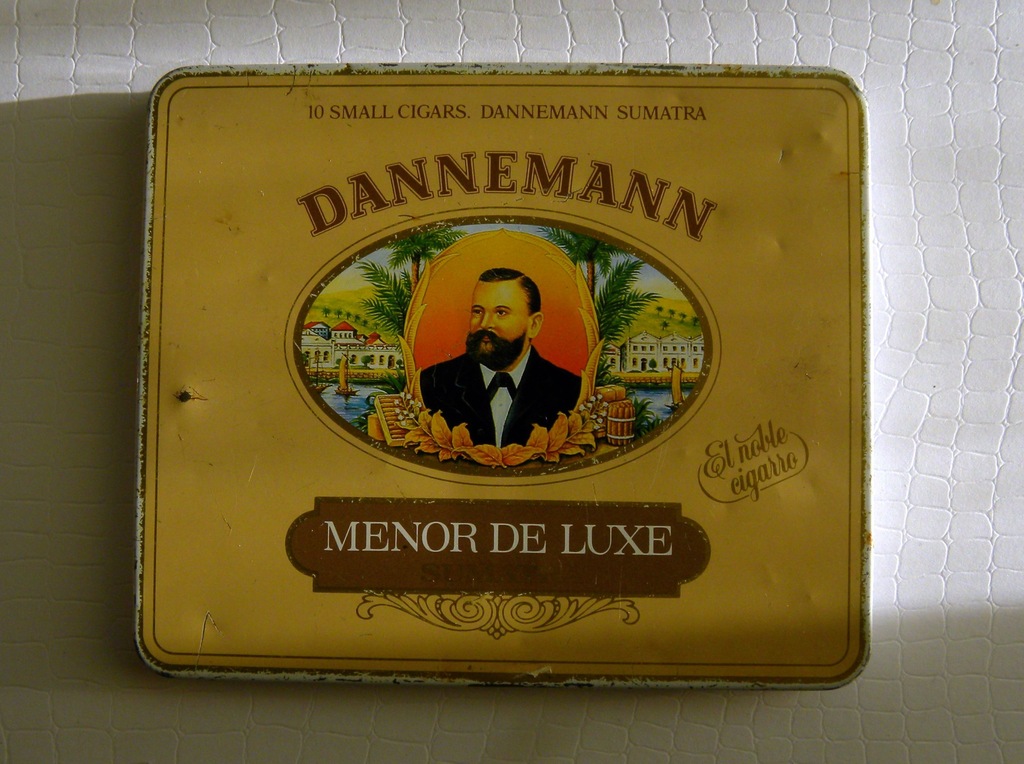 10 SMALL CIGARS. DANNEMANN SUMATRA
DANNEMANN
El noble
cigarro
MENOR DE LUXE